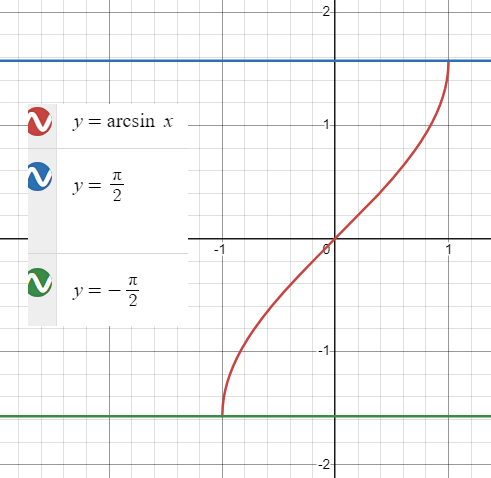 2
y = arcsin x
1
y = π/2
-1
0
1
y = −π/2
-1
-2